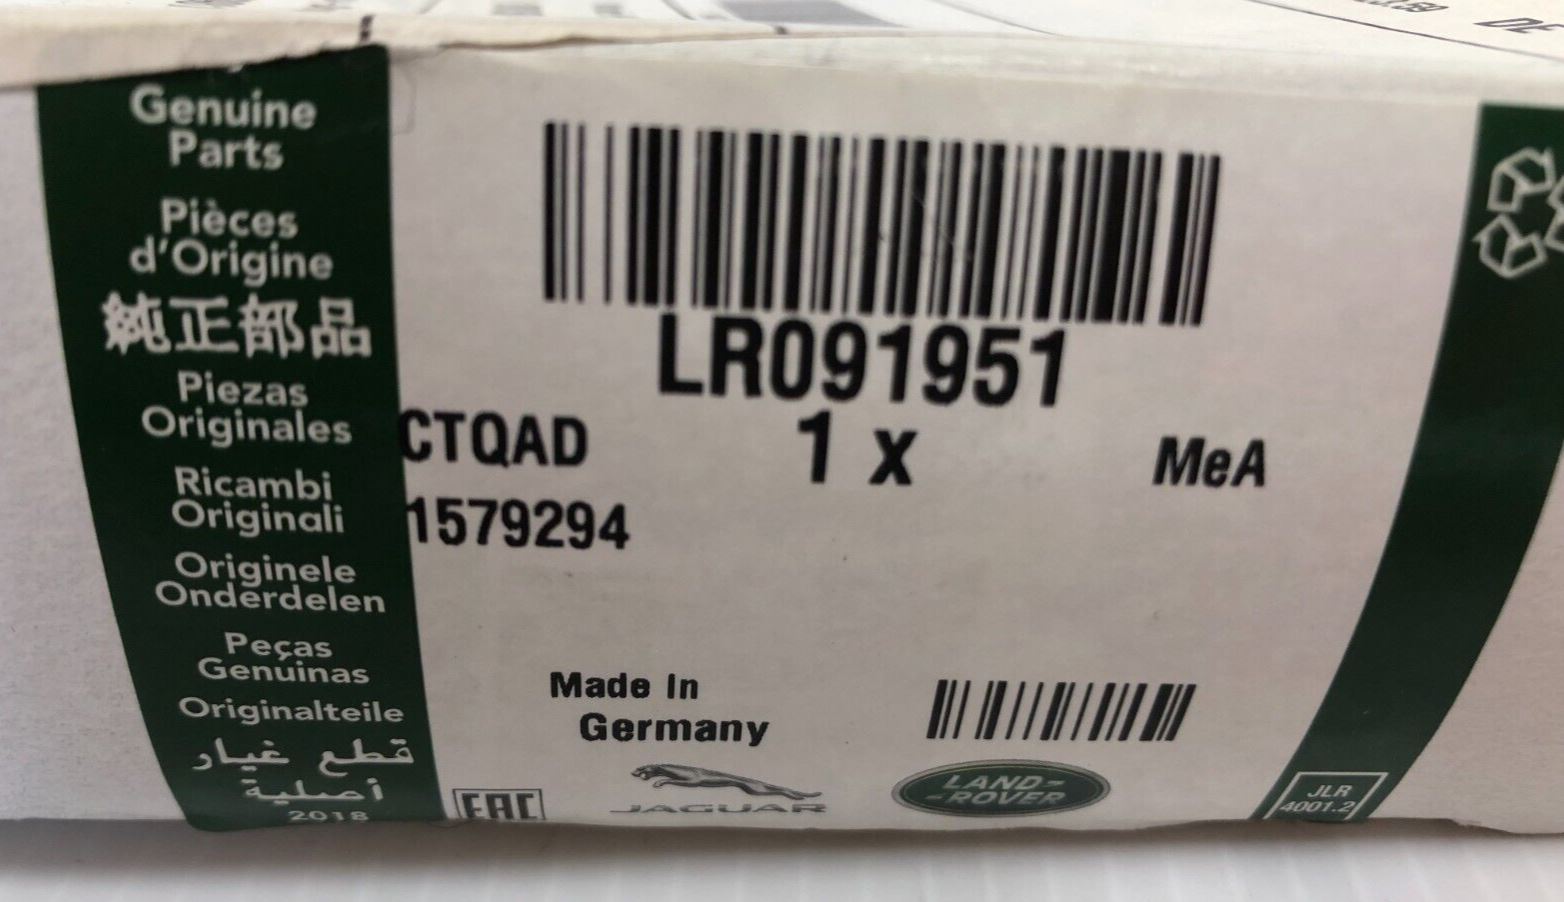 DE
Genuine
Parts
Pièces
d'Origine
純正部品
Piezas
Originales
Ricambi
Originali
Originele
Onderdelen
Peças
Genuinas
Originalteile
قطع غيار
أصلية
2018
LR091951
CTQAD 1 x MeA
1579294
Made In
Germany
EAC
JAGUAR
LAND-
-ROVER
JLR
4001.2